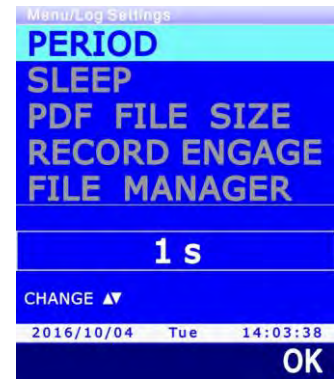 Menu/Log Settings
PERIOD
SLEEP
PDF FILE SIZE
RECORD ENGAGE
FILE MANAGER
1 s
CHANGE ▲▼
2016/10/04 Tue 14:03:38
OK